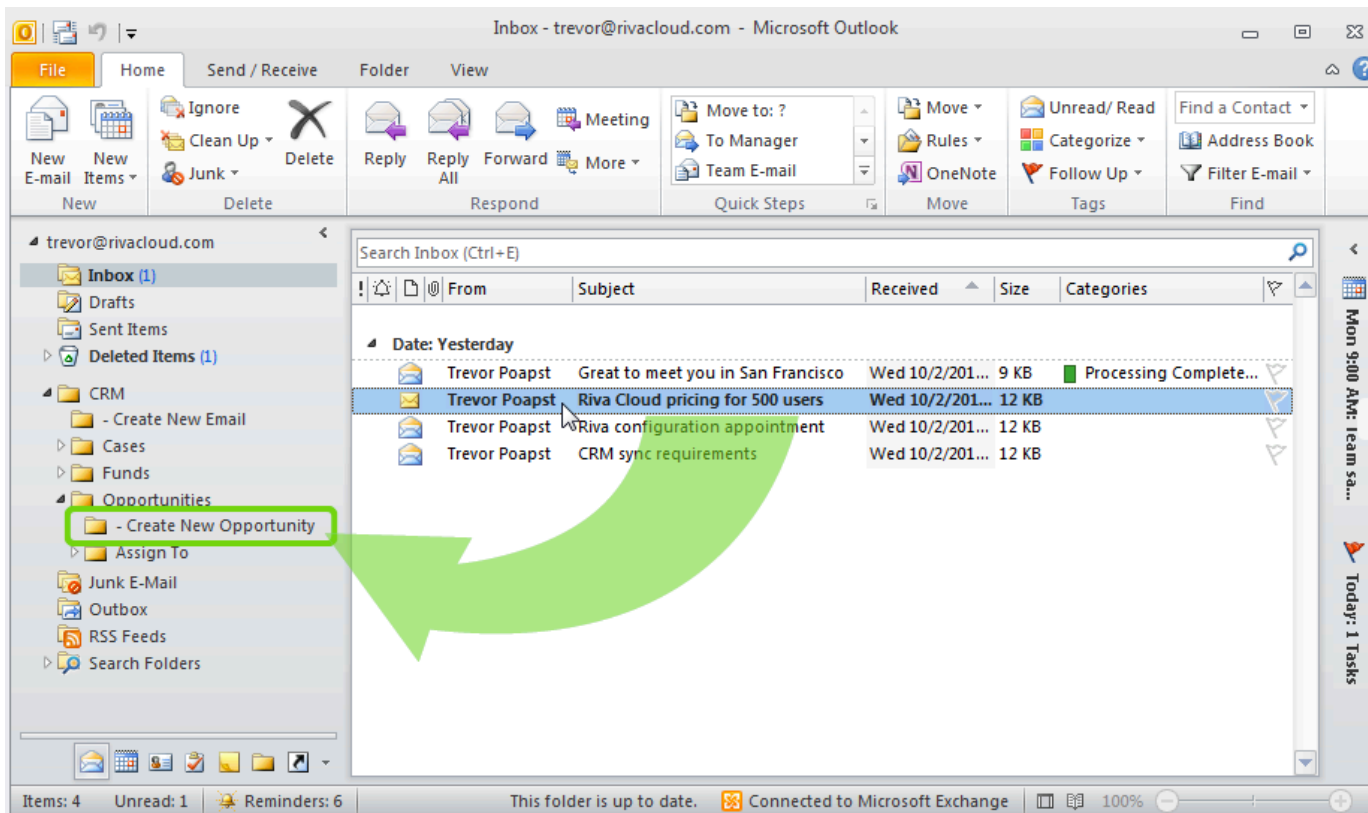 Inbox - trevor@rivacloud.com - Microsoft Outlook
File Home Send / Receive Folder View
New E-mail
New Items
New
Ignore
Clean Up
Junk
Delete
Delete
Reply
Reply All
Forward
Meeting
More
Respond
Move to: ?
To Manager
Team E-mail
Quick Steps
Move
Rules
OneNote
Move
Unread/ Read
Categorize
Follow Up
Tags
Find a Contact
Address Book
Filter E-mail
Find
trevor@rivacloud.com
Inbox (1)
Drafts
Sent Items
Deleted Items (1)
CRM
- Create New Email
Cases
Funds
Opportunities
- Create New Opportunity
Assign To
Junk E-Mail
Outbox
RSS Feeds
Search Folders
Search Inbox (Ctrl+E)
! From Subject Received Size Categories
Date: Yesterday
Trevor Poapst Great to meet you in San Francisco Wed 10/2/201... 9 KB Processing Complete...
Trevor Poapst Riva Cloud pricing for 500 users Wed 10/2/201... 12 KB
Trevor Poapst Riva configuration appointment Wed 10/2/201... 12 KB
Trevor Poapst CRM sync requirements Wed 10/2/201... 12 KB
Mon 9:00 AM: Team sa...
Today: 1 Tasks
Items: 4 Unread: 1 Reminders: 6 This folder is up to date. Connected to Microsoft Exchange 100%